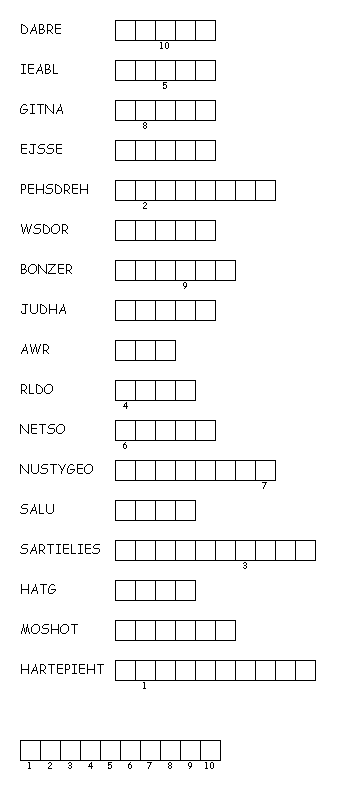 DABRE
10
IEABL
5
GITNA
8
EJSSE
PEHSDREH
2
WSDOR
BONZER
9
JUDHA
AWR
RLDO
4
NETSO
6
NUSTYGEO
7
SALU
SARTIELIES
3
HATG
MOSHOT
HARTEPIEHT
1
1 2 3 4 5 6 7 8 9 10